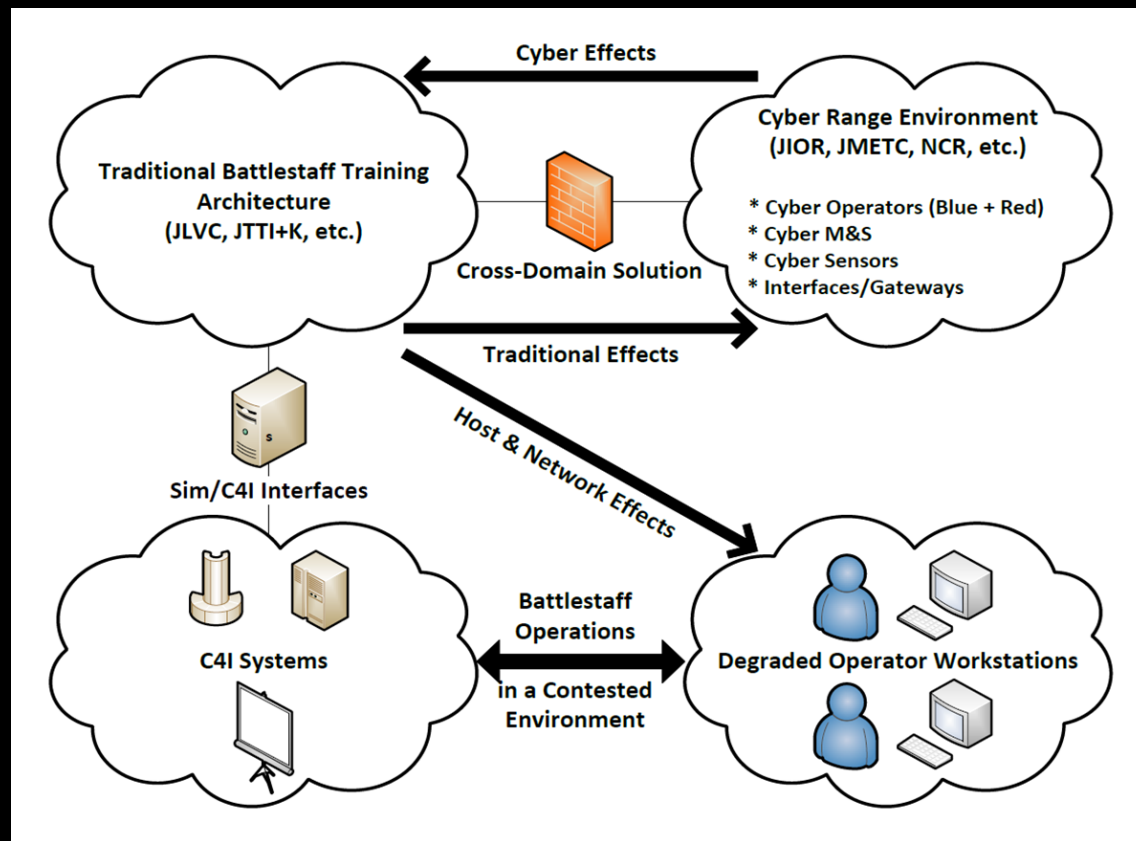 Cyber Effects
Traditional Battlestaff Training
Architecture
(JLVC, JTTI+K, etc.)
Cyber Range Environment
(JIOR, JMETC, NCR, etc.)
* Cyber Operators (Blue + Red)
* Cyber M&S
* Cyber Sensors
* Interfaces/Gateways
Cross-Domain Solution
Traditional Effects
Host & Network Effects
S
Sim/C4I Interfaces
C4I Systems
Battlestaff
Operations
in a Contested
Environment
Degraded Operator Workstations